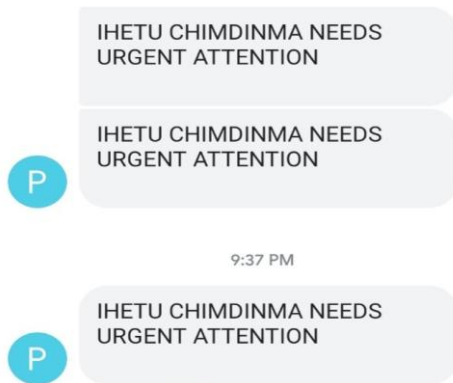 IHETU CHIMDINMA NEEDS
URGENT ATTENTION
IHETU CHIMDINMA NEEDS
URGENT ATTENTION
P
9:37 PM
IHETU CHIMDINMA NEEDS
URGENT ATTENTION
P